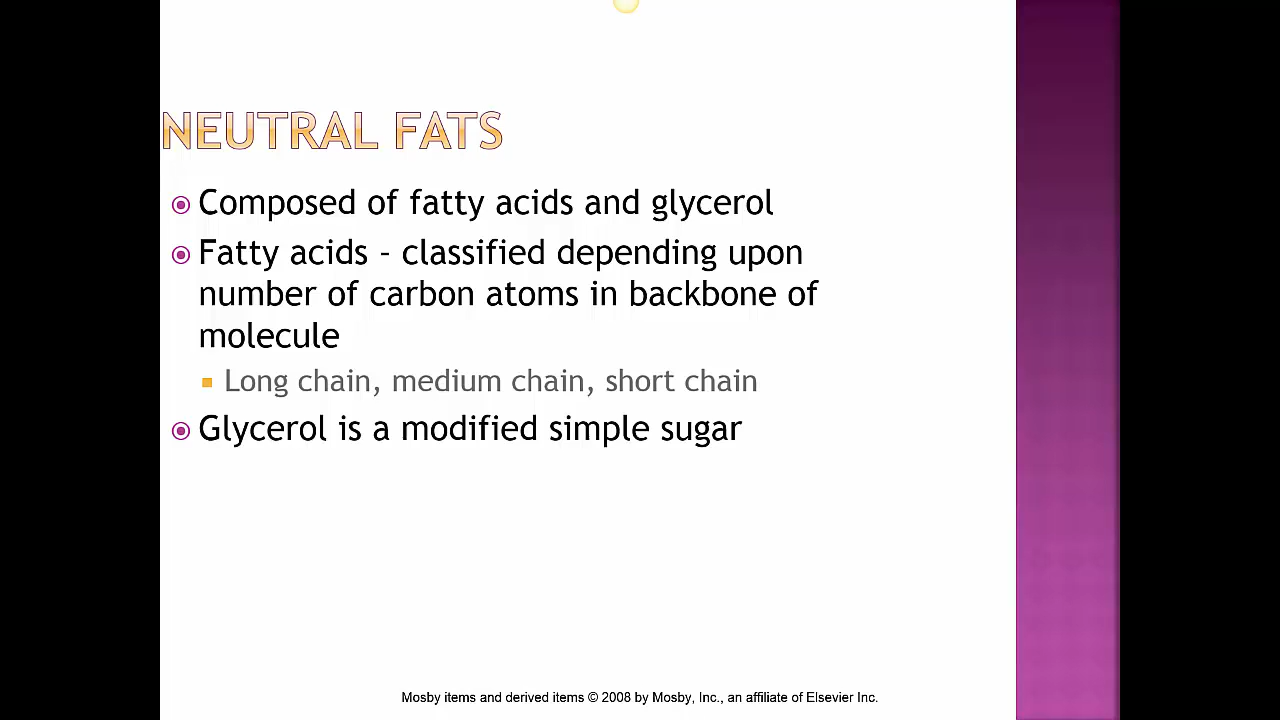 NEUTRAL FATS
Composed of fatty acids and glycerol
Fatty acids – classified depending upon
number of carbon atoms in backbone of
molecule
Long chain, medium chain, short chain
Glycerol is a modified simple sugar
Mosby items and derived items © 2008 by Mosby, Inc., an affiliate of Elsevier Inc.